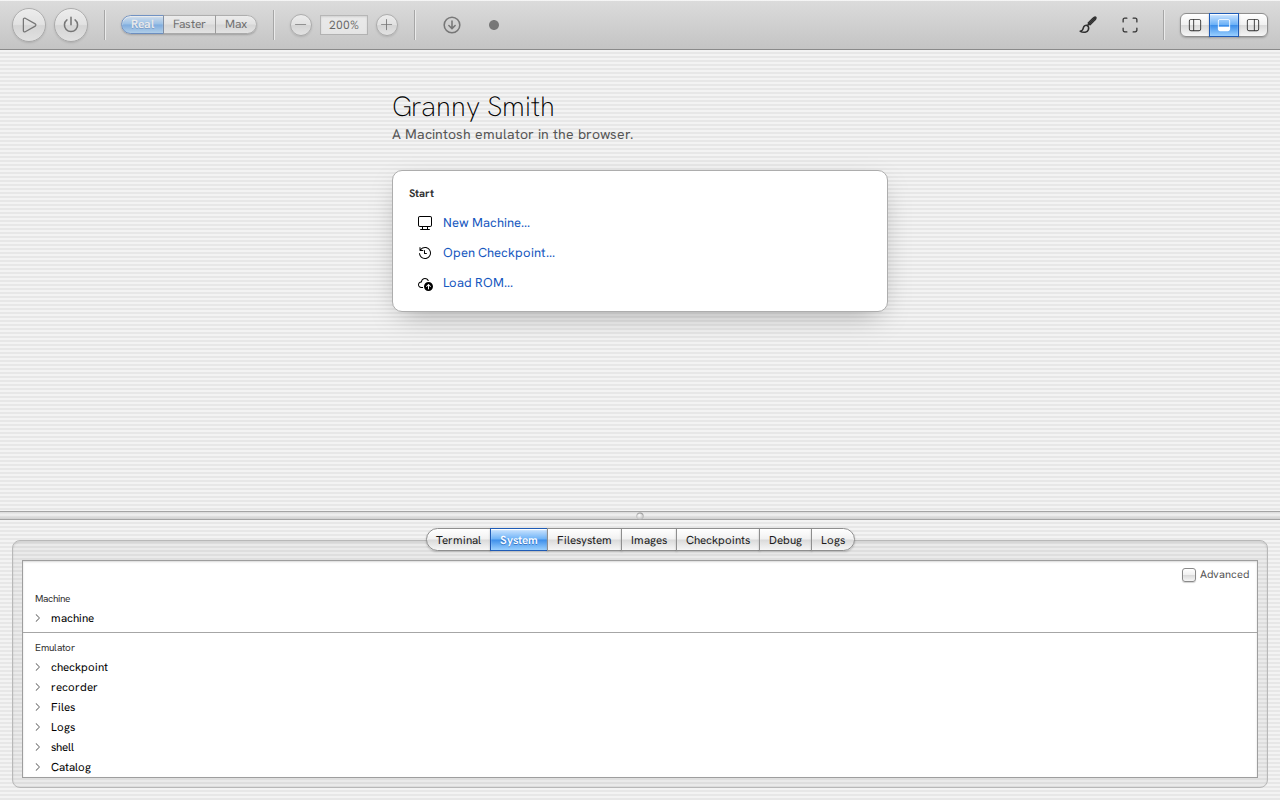 Real Faster Max 200%
Granny Smith
A Macintosh emulator in the browser.
Start
New Machine...
Open Checkpoint...
Load ROM...
Terminal System Filesystem Images Checkpoints Debug Logs
Advanced
Machine
machine
Emulator
checkpoint
recorder
Files
Logs
shell
Catalog